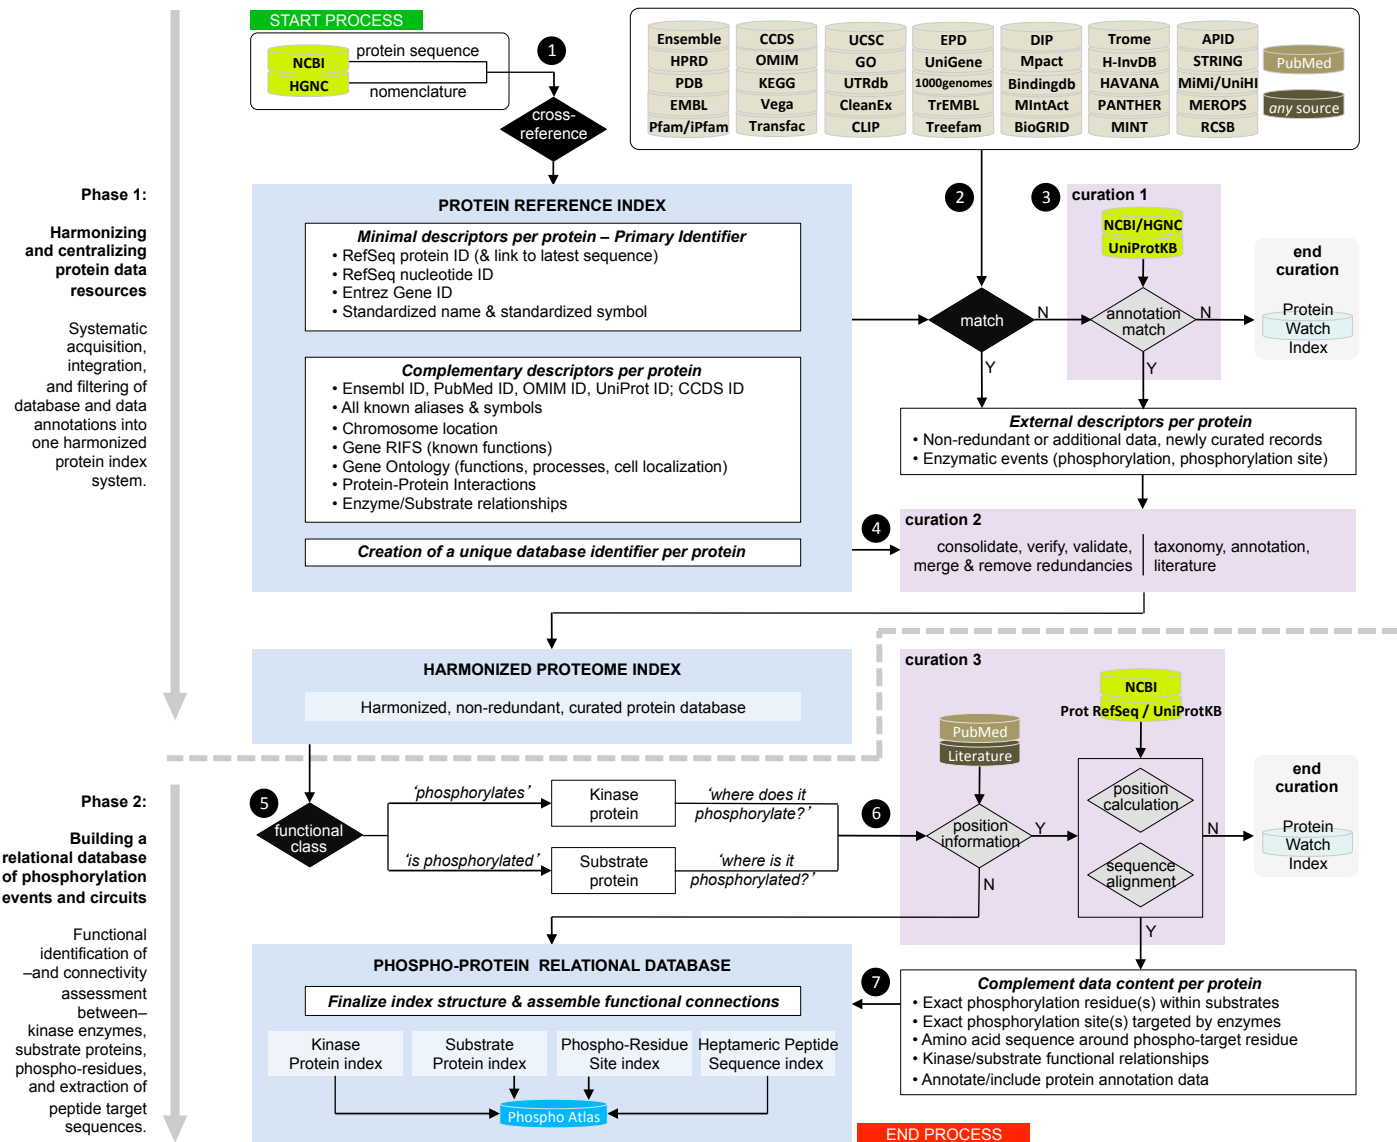 START PROCESS
NCBI
HGNC
protein sequence
nomenclature
1
cross-
reference
Ensemble
HPRD
PDB
EMBL
Pfam/iPfam
CCDS
OMIM
KEGG
Vega
Transfac
UCSC
GO
UTRdb
CleanEx
CLIP
EPD
UniGene
1000genomes
TrEMBL
Treefam
DIP
Mpact
Bindingdb
MIntAct
BioGRID
Trome
H-InvDB
HAVANA
PANTHER
MINT
APID
STRING
MiMi/UniHI
MEROPS
RCSB
PubMed
any source
Phase 1:
Harmonizing
and centralizing
protein data
resources
Systematic
acquisition,
integration,
and filtering of
database and data
annotations into
one harmonized
protein index
system.
PROTEIN REFERENCE INDEX
Minimal descriptors per protein – Primary Identifier
• RefSeq protein ID (& link to latest sequence)
• RefSeq nucleotide ID
• Entrez Gene ID
• Standardized name & standardized symbol
Complementary descriptors per protein
• Ensembl ID, PubMed ID, OMIM ID, UniProt ID; CCDS ID
• All known aliases & symbols
• Chromosome location
• Gene RIFS (known functions)
• Gene Ontology (functions, processes, cell localization)
• Protein-Protein Interactions
• Enzyme/Substrate relationships
Creation of a unique database identifier per protein
2
match
N
Y
3
curation 1
NCBI/HGNC
UniProtKB
annotation
match
N
Y
end
curation
Protein
Watch
Index
External descriptors per protein
• Non-redundant or additional data, newly curated records
• Enzymatic events (phosphorylation, phosphorylation site)
4
curation 2
consolidate, verify, validate,
merge & remove redundancies
taxonomy, annotation,
literature
HARMONIZED PROTEOME INDEX
Harmonized, non-redundant, curated protein database
Phase 2:
Building a
relational database
of phosphorylation
events and circuits
Functional
identification of
–and connectivity
assessment
between–
kinase enzymes,
substrate proteins,
phospho-residues,
and extraction of
peptide target
sequences.
5
functional
class
‘phosphorylates’
Kinase
protein
‘where does it
phosphorylate?’
‘is phosphorylated’
Substrate
protein
‘where is it
phosphorylated?’
6
curation 3
PubMed
Literature
position
information
Y
N
NCBI
Prot RefSeq / UniProtKB
position
calculation
sequence
alignment
N
Y
end
curation
Protein
Watch
Index
PHOSPHO-PROTEIN RELATIONAL DATABASE
Finalize index structure & assemble functional connections
Kinase
Protein index
Substrate
Protein index
Phospho-Residue
Site index
Heptameric Peptide
Sequence index
Phospho Atlas
7
Complement data content per protein
• Exact phosphorylation residue(s) within substrates
• Exact phosphorylation site(s) targeted by enzymes
• Amino acid sequence around phospho-target residue
• Kinase/substrate functional relationships
• Annotate/include protein annotation data
END PROCESS